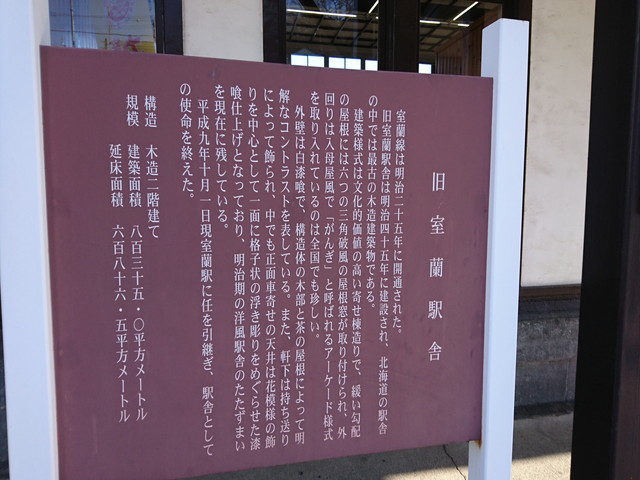 旧室蘭駅舎
室蘭線は明治二十五年に開通された。
旧室蘭駅舎は明治四十五年に建設され、北海道の駅舎
の中では最古の木造建築物である。
建築様式は文化的価値の高い寄せ棟造りで、緩い勾配
の屋根には六つの三角破風の屋根窓が取り付けられ、外
回りは入母屋風で「がんぎ」と呼ばれるアーケード様式
を取り入れているのは全国でも珍しい。
外壁は白漆喰で、構造体の木部と茶の屋根によって明
解なコントラストを表している。また、軒下は持ち送り
によって飾られ、中でも正面車寄せの天井は花模様の飾
りを中心として一面に格子状の浮き彫りをめぐらせた漆
喰仕上げとなっており、明治期の洋風駅舎のたたずまい
を現在に残している。
平成九年十月一日現室蘭駅に任を引継ぎ、駅舎として
の使命を終えた。
構造 木造二階建て
規模 建築面積 八百三十五・〇平方メートル
延床面積 六百八十六・五平方メートル